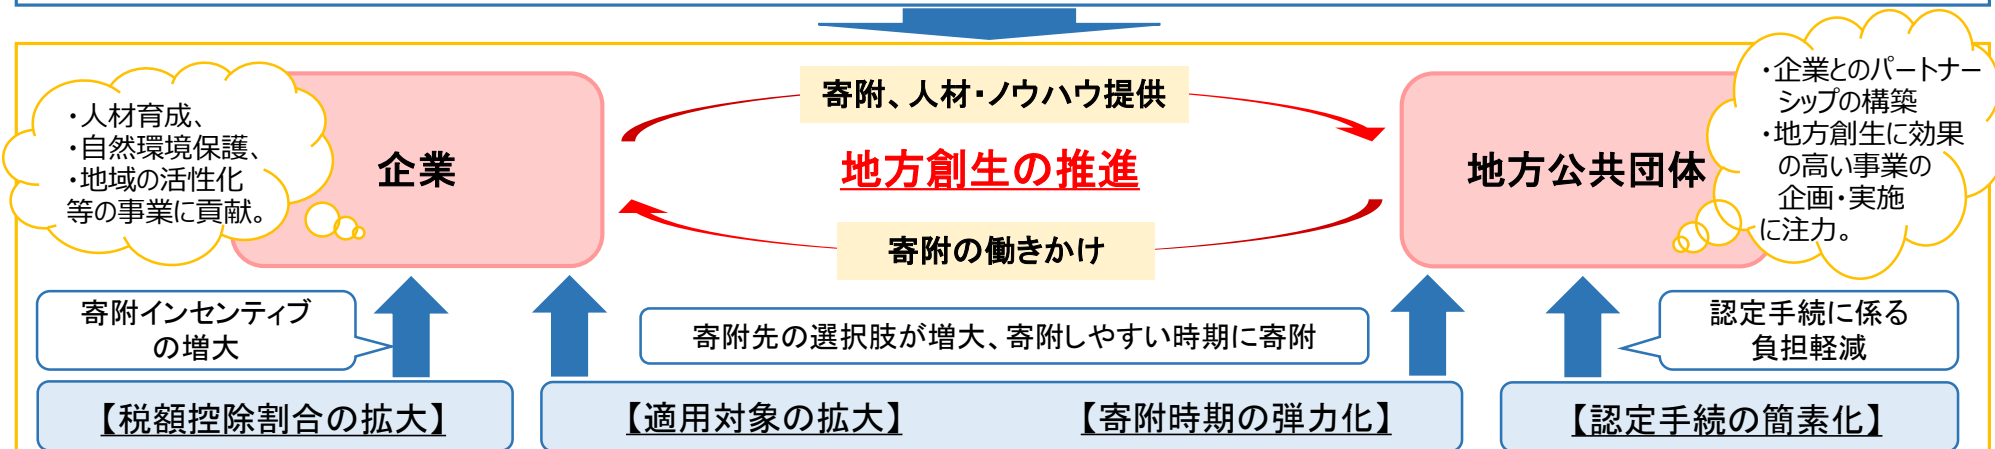 ・人材育成、
・自然環境保護、
・地域の活性化
等の事業に貢献。
企業
寄附、人材・ノウハウ提供
地方創生の推進
寄附の働きかけ
地方公共団体
・企業とのパートナー
シップの構築
・地方創生に効果
の高い事業の
企画・実施
に注力。
寄附インセンティブ
の増大
寄附先の選択肢が増大、寄附しやすい時期に寄附
認定手続に係る
負担軽減
【税額控除割合の拡大】
【適用対象の拡大】
【寄附時期の弾力化】
【認定手続の簡素化】